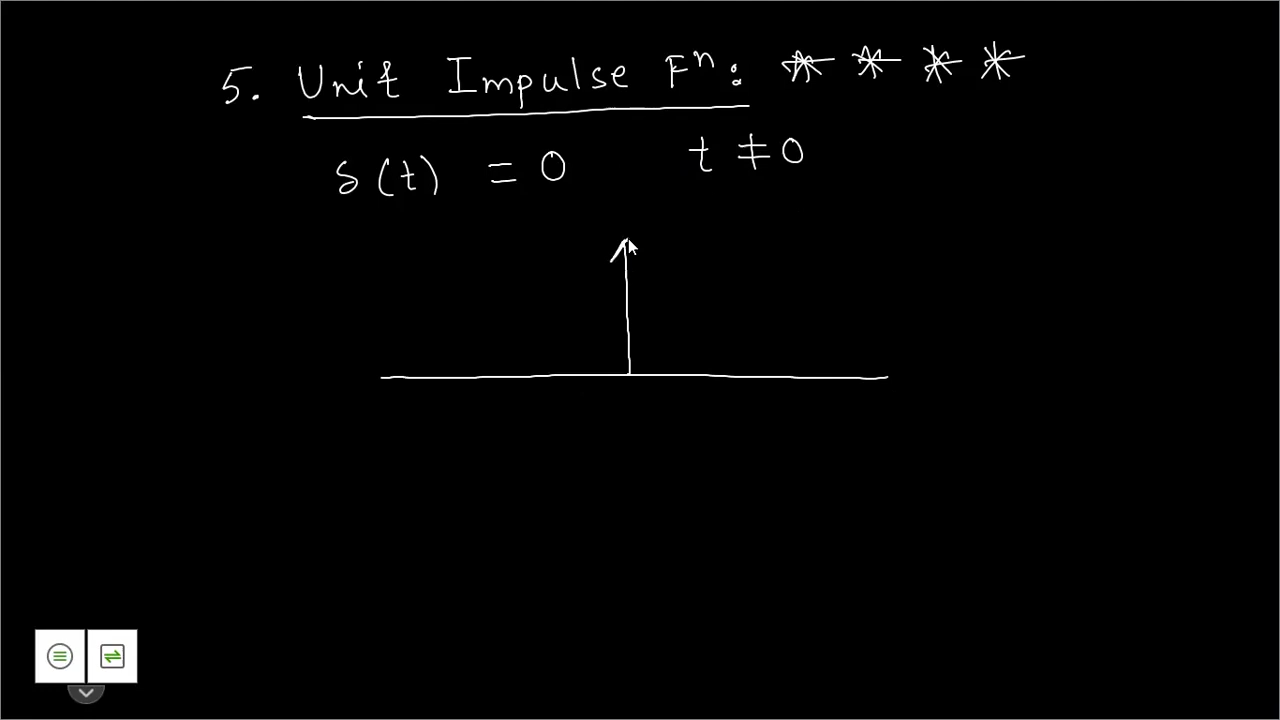 5. Unit Impulse Fⁿ: * * * *
δ(t) = 0 t ≠ 0